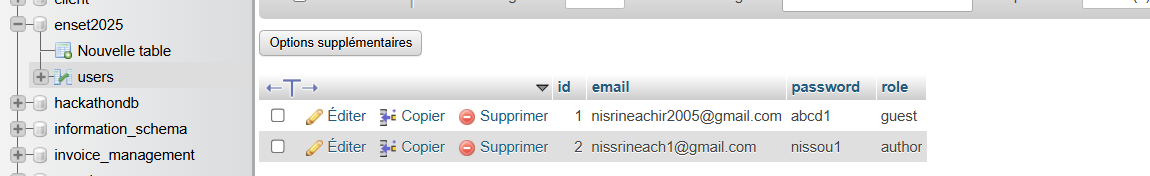 client
enset2025
Nouvelle table
users
hackathondb
information_schema
invoice_management
Options supplémentaires
id email password role
Éditer Copier Supprimer 1 nisrineachir2005@gmail.com abcd1 guest
Éditer Copier Supprimer 2 nissrineach1@gmail.com nissou1 author